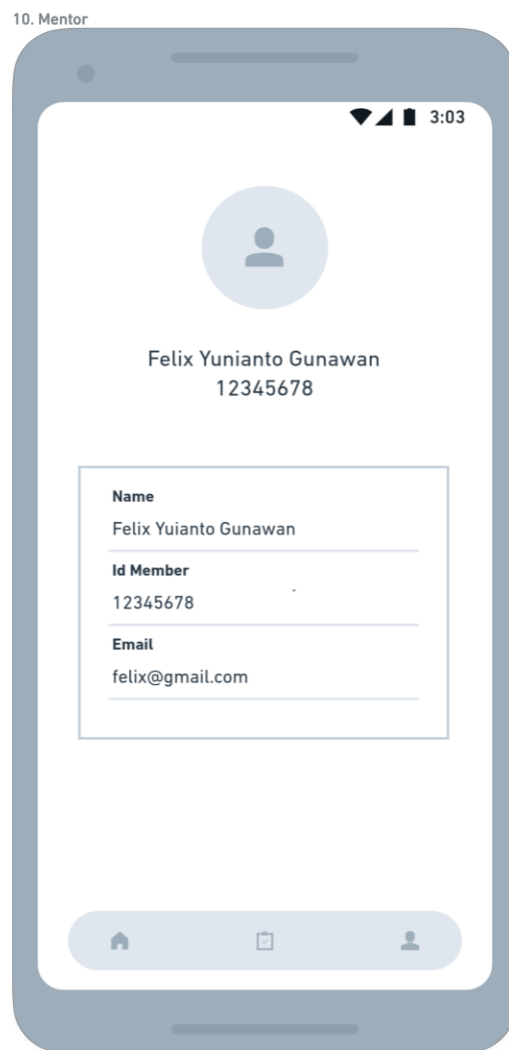 10. Mentor
3:03
Felix Yunianto Gunawan
12345678
Name
Felix Yuianto Gunawan
Id Member
12345678
Email
felix@gmail.com